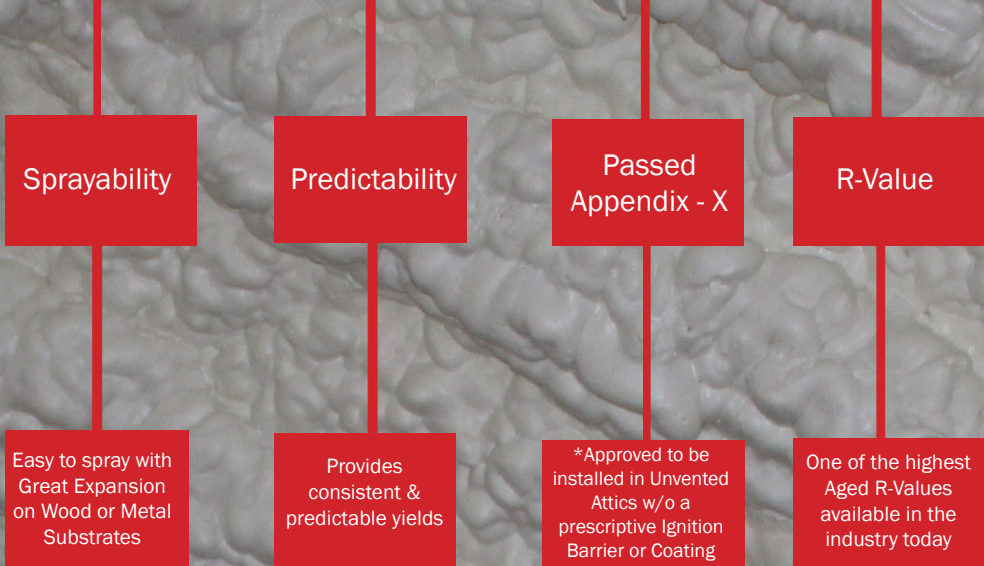 Sprayability
Predictability
Passed
Appendix - X
R-Value
Easy to spray with
Great Expansion
on Wood or Metal
Substrates
Provides
consistent &
predictable yields
*Approved to be
installed in Unvented
Attics w/o a
prescriptive Ignition
Barrier or Coating
One of the highest
Aged R-Values
available in the
industry today